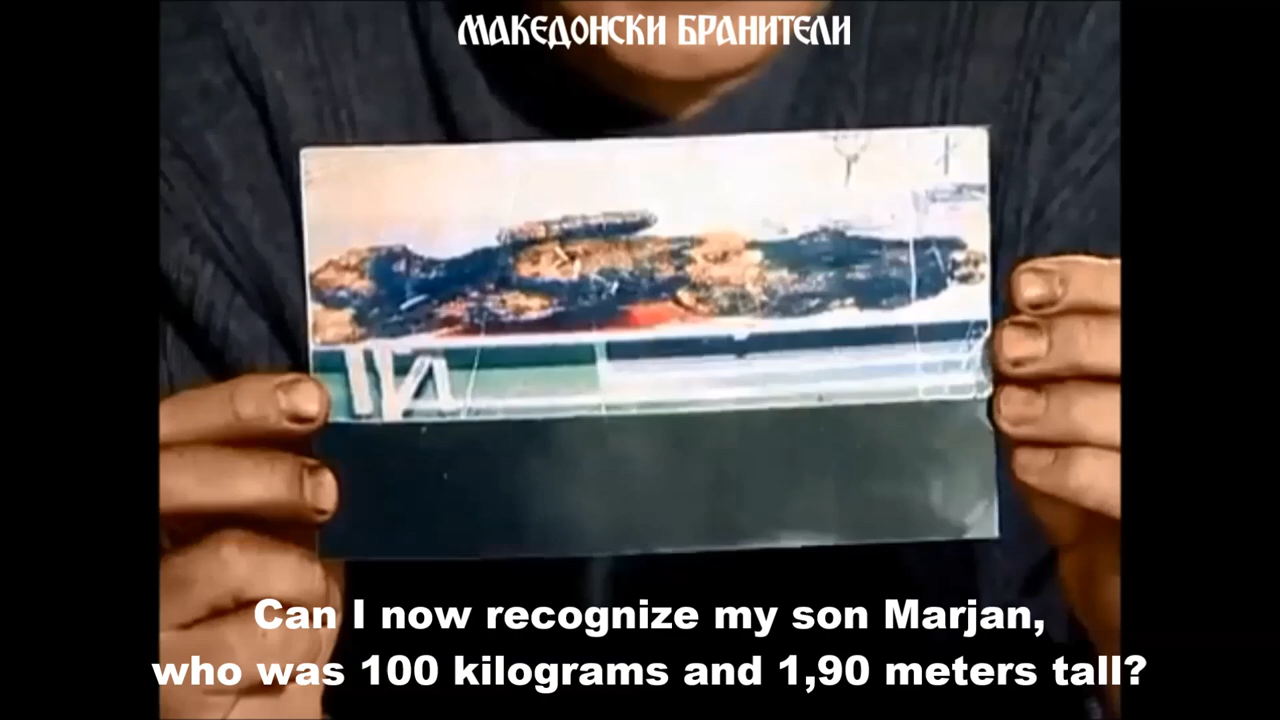 МАКЕДОНСКИ БРАНИТЕЛИ
Can I now recognize my son Marjan,
who was 100 kilograms and 1,90 meters tall?